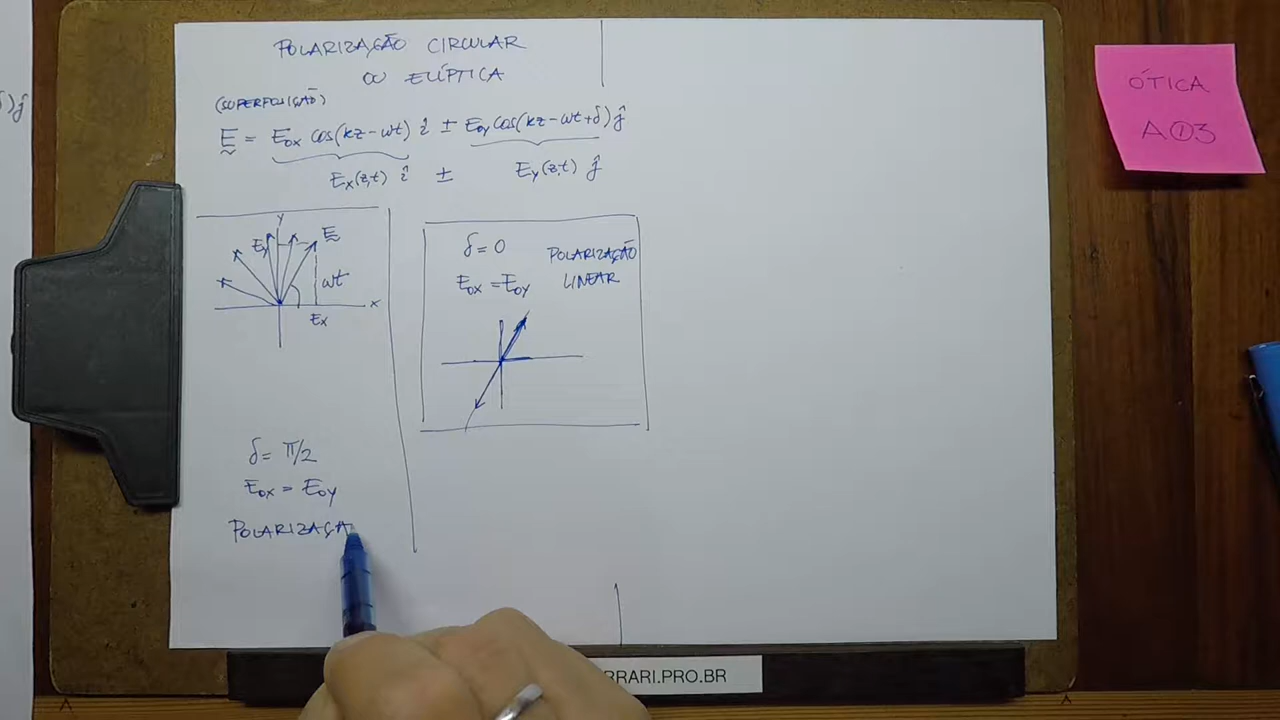 POLARIZAÇÃO CIRCULAR
OU ELÍPTICA
(SUPERPOSIÇÃO)
E = E0x cos(kz-ωt) î ± E0y cos(kz-ωt+δ) ĵ
Ex(z,t) î ± Ey(z,t) ĵ
y
Ey
E
ωt
x
Ex
δ = π/2
E0x = E0y
POLARIZAÇA
δ = 0
POLARIZAÇÃO
E0x = E0y
LINEAR
ÓTICA
A03
RRARI.PRO.BR
) ĵ